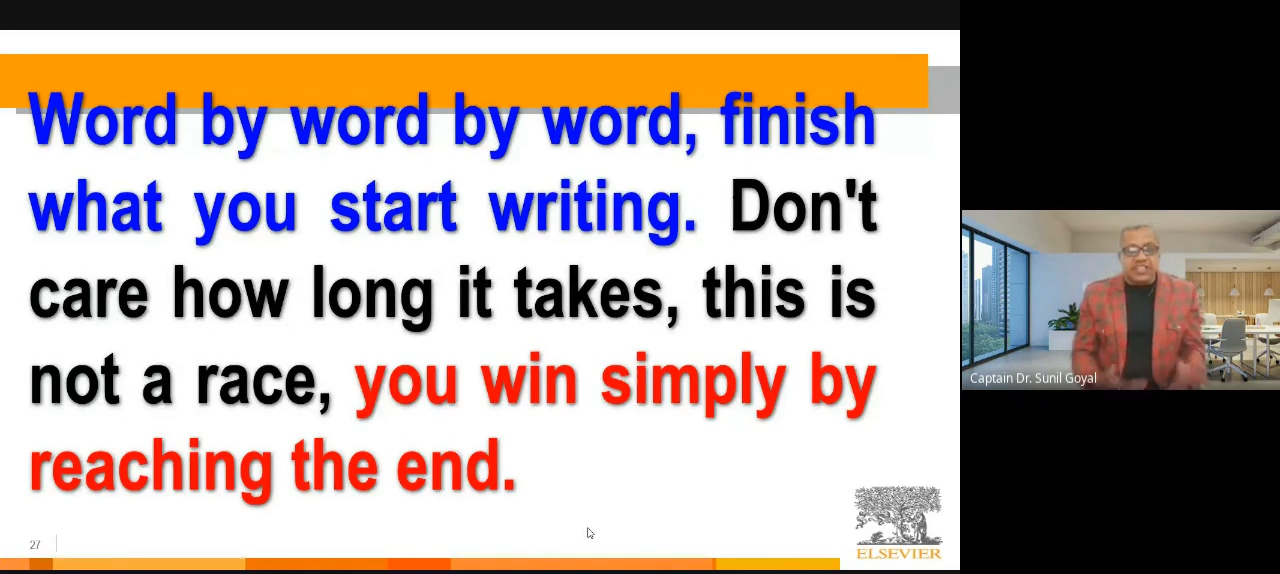 Word by word by word, finish
what you start writing. Don't
care how long it takes, this is
not a race, you win simply by
reaching the end.
27
ELSEVIER
Captain Dr. Sunil Goyal